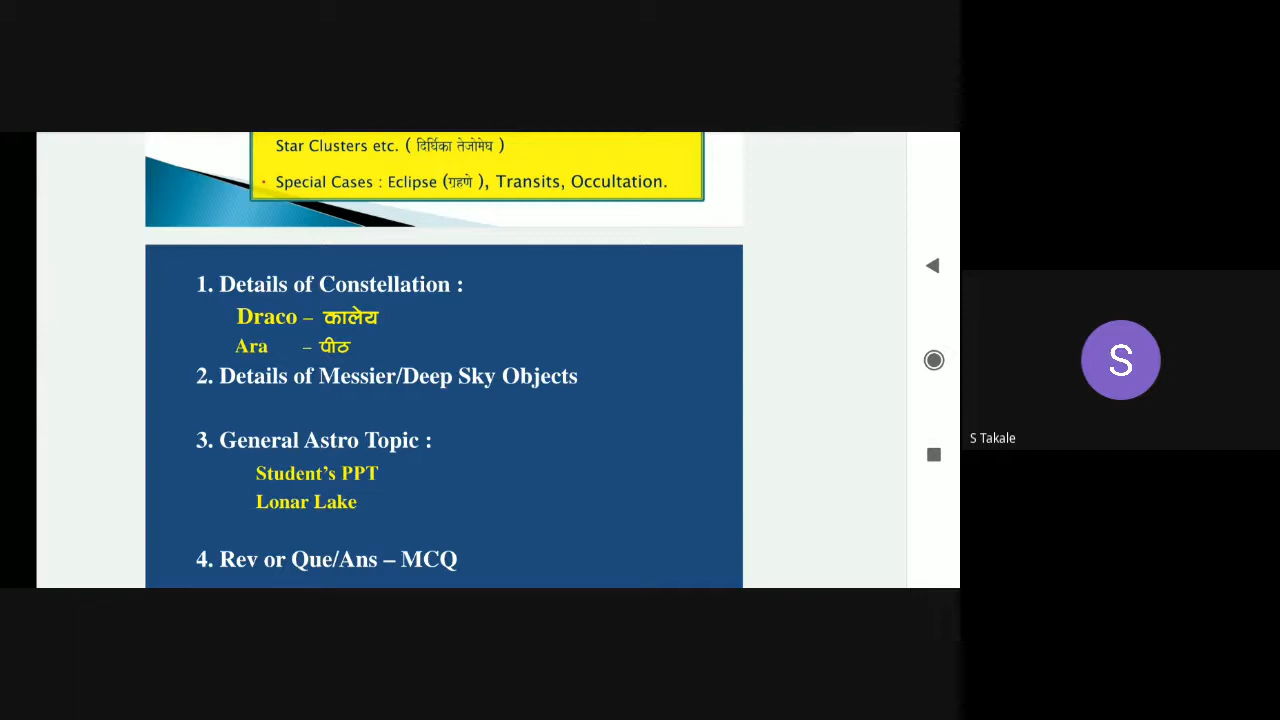 Star Clusters etc. ( दिर्घिका तेजोमेघ )
• Special Cases : Eclipse (ग्रहणे ), Transits, Occultation.
1. Details of Constellation :
Draco – कालेय
Ara – पीठ
2. Details of Messier/Deep Sky Objects
3. General Astro Topic :
Student’s PPT
Lonar Lake
4. Rev or Que/Ans – MCQ
S
S Takale